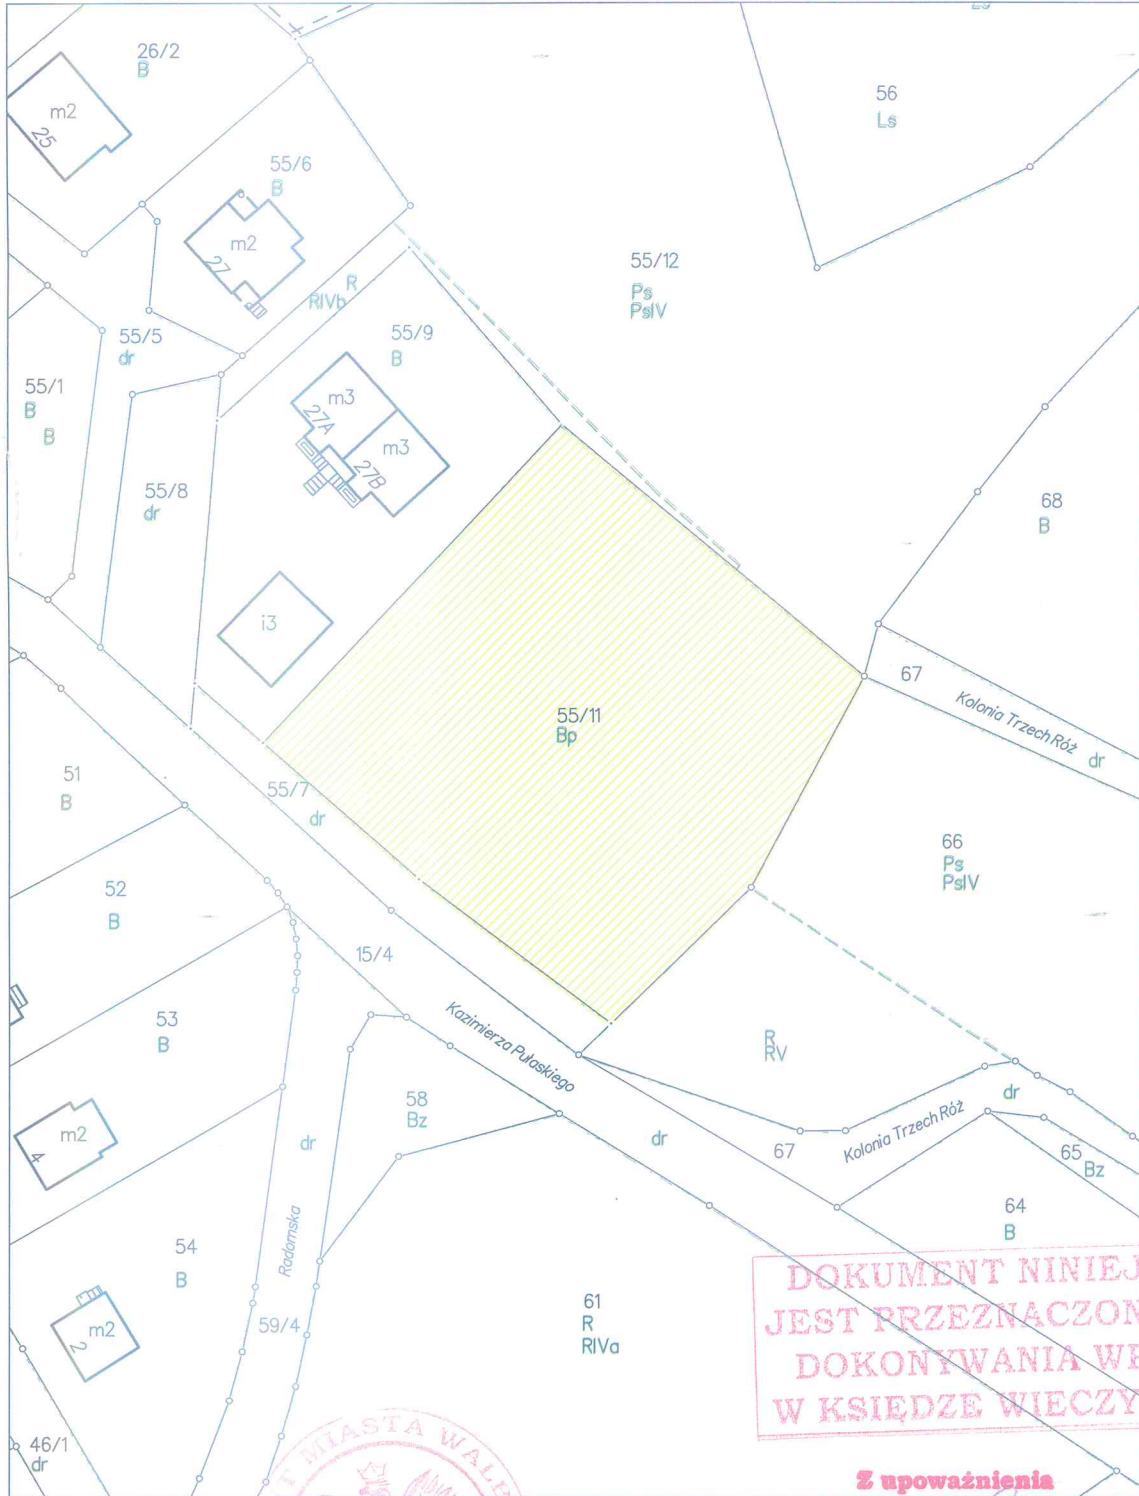 26/2
B
m2
25
56
Ls
55/6
B
m2
27
R
RIVb
55/12
Ps
PsIV
55/5
dr
55/9
B
55/1
B
B
m3
27A
m3
27B
55/8
dr
68
B
i3
67
Kolonia Trzech Róż
dr
55/11
Bp
51
B
55/7
dr
66
Ps
PsIV
52
B
15/4
Kazimierza Pułaskiego
53
B
R
RV
58
Bz
dr
dr
67
Kolonia Trzech Róż
dr
65
Bz
m2
4
64
B
54
B
Radomska
59/4
61
R
RIVa
m2
2
46/1
dr
DOKUMENT NINIEJ
JEST PRZEZNACZON
DOKONYWANIA WP
W KSIĘDZE WIECZY
MIASTA WAŁB
Z upoważnienia